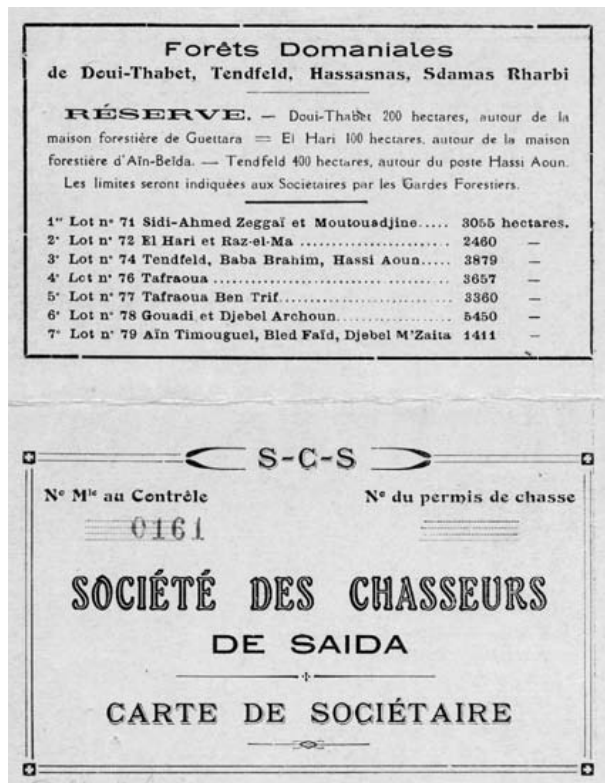 Forêts Domaniales
de Doui-Thabet, Tendfeld, Hassasnas, Sdamas Rharbi
RÉSERVE. — Doui-Thabet 200 hectares, autour de la
maison forestière de Guettara = El Hari 100 hectares, autour de la maison
forestière d'Aïn-Beïda. — Tendfeld 400 hectares, autour du poste Hassi Aoun.
Les limites seront indiquées aux Sociétaires par les Gardes Forestiers.
1er Lot n° 71 Sidi-Ahmed Zeggaï et Moutouadjine..... 3055 hectares.
2e Lot n° 72 El Hari et Raz-el-Ma ....................... 2460 —
3e Lot n° 74 Tendfeld, Baba Brahim, Hassi Aoun..... 3879 —
4e Lot n° 76 Tafraoua .................................... 3657 —
5e Lot n° 77 Tafraoua Ben Trif.......................... 3360 —
6e Lot n° 78 Gouadi et Djebel Archoun.................. 5450 —
7e Lot n° 79 Aïn Timouguel, Bled Faïd, Djebel M'Zaita 1411 —
S-C-S
N° Mle au Contrôle N° du permis de chasse
0161
SOCIÉTÉ DES CHASSEURS
DE SAIDA
CARTE DE SOCIÉTAIRE